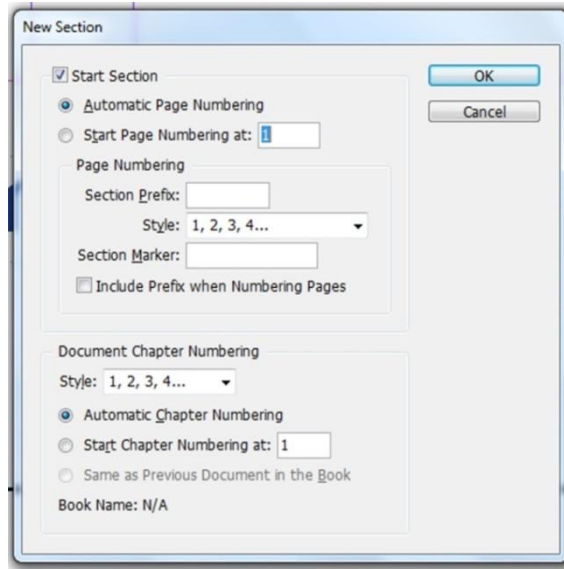 New Section
Start Section
OK
Automatic Page Numbering
Cancel
Start Page Numbering at: 1
Page Numbering
Section Prefix:
Style: 1, 2, 3, 4...
Section Marker:
Include Prefix when Numbering Pages
Document Chapter Numbering
Style: 1, 2, 3, 4...
Automatic Chapter Numbering
Start Chapter Numbering at: 1
Same as Previous Document in the Book
Book Name: N/A